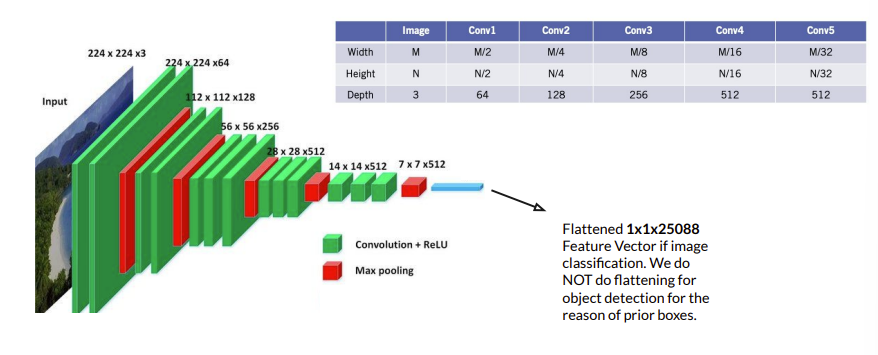 Image Conv1 Conv2 Conv3 Conv4 Conv5
Width M M/2 M/4 M/8 M/16 M/32
Height N N/2 N/4 N/8 N/16 N/32
Depth 3 64 128 256 512 512
224 x 224 x3
224 x 224 x64
Input
112 x 112 x128
56 x 56 x256
28 x 28 x512
14 x 14 x512
7 x 7 x512
Convolution + ReLU
Max pooling
Flattened 1x1x25088
Feature Vector if image
classification. We do
NOT do flattening for
object detection for the
reason of prior boxes.